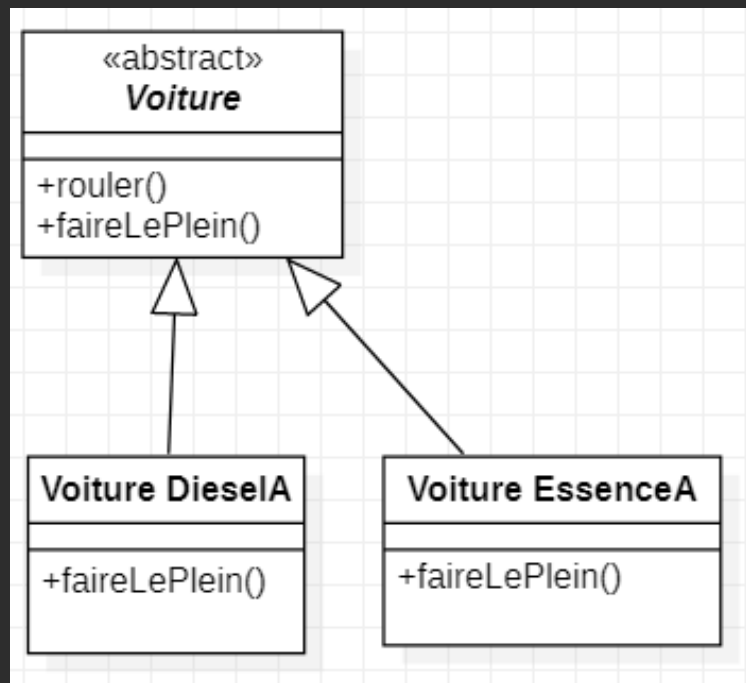 «abstract»
Voiture
+rouler()
+faireLePlein()
Voiture DieselA
+faireLePlein()
Voiture EssenceA
+faireLePlein()